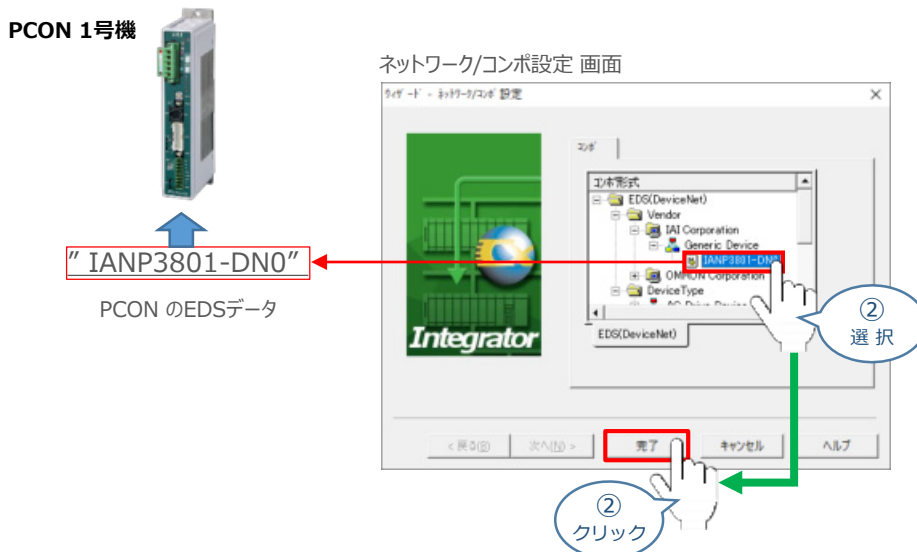 PCON 1号機
" IANP3801-DN0"
PCON のEDSデータ
ネットワーク/コンポ設定 画面
ウィザード - ネットワーク/コンポ 設定
コンポ
コンポ形式
EDS(DeviceNet)
Vendor
IAI Corporation
Generic Device
IANP3801-DN0
OMRON Corporation
DeviceType
AC Drive Device
EDS(DeviceNet)
Integrator
②
選 択
< 戻る(B)
次へ(N) >
完了
キャンセル
ヘルプ
②
クリック